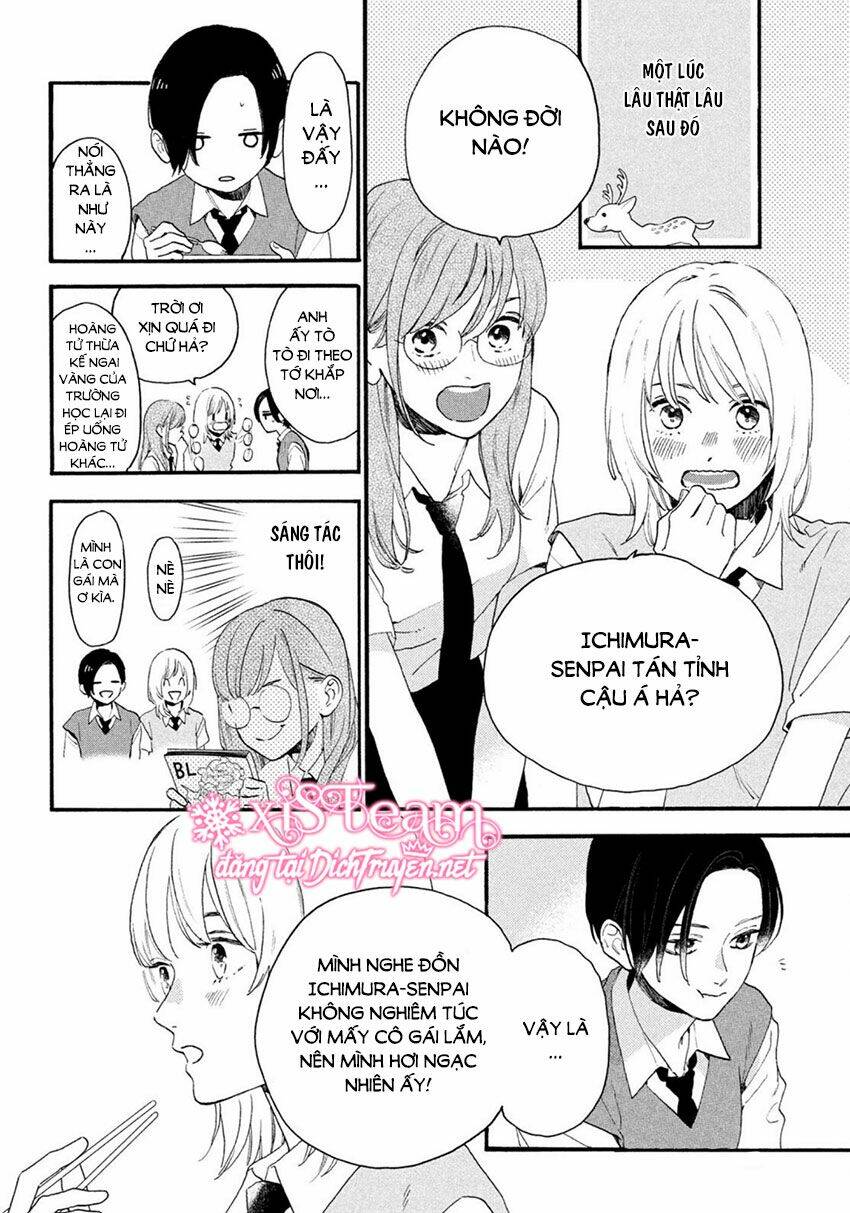 MỘT LÚC
LÂU THẬT LÂU
SAU ĐÓ
KHÔNG ĐỜI
NÀO!
ICHIMURA-
SENPAI TÁN TỈNH
CẬU Á HẢ?
LÀ
VẬY
ĐẤY
...
NÓI
THẲNG
RA LÀ
NHƯ
NÀY
...
ANH
ẤY TÒ
TÒ ĐI THEO
TỚ KHẮP
NƠI...
TRỜI ƠI
XỊN QUÁ ĐI
CHỨ HẢ?
HOÀNG
TỬ THỪA
KẾ NGAI
VÀNG CỦA
TRƯỜNG
HỌC LẠI ĐI
ÉP UỔNG
HOÀNG TỬ
KHÁC...
SÁNG TÁC
THÔI!
NÈ
NÈ
MÌNH
LÀ CON
GÁI MÀ
Ơ KÌA.
BL
xisTeam
đăng tại DichTruyen.net
VẬY LÀ
...
MÌNH NGHE ĐỒN
ICHIMURA-SENPAI
KHÔNG NGHIÊM TÚC
VỚI MẤY CÔ GÁI LẮM,
NÊN MÌNH HƠI NGẠC
NHIÊN ẤY!